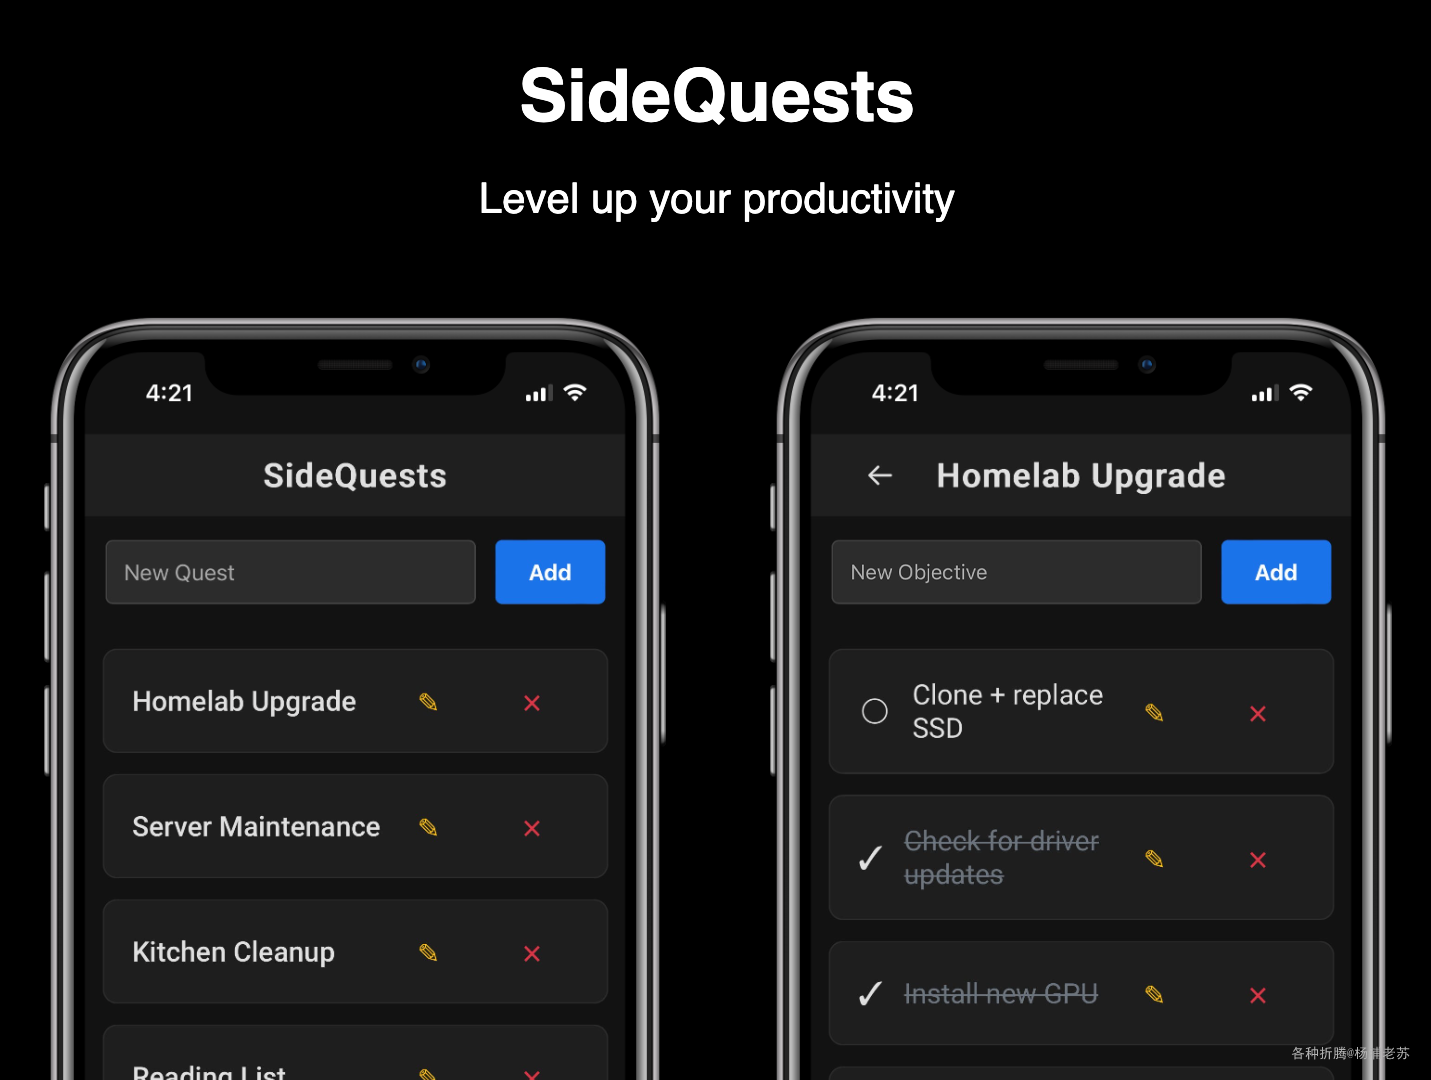 SideQuests
Level up your productivity
4:21
SideQuests
New Quest
Add
Homelab Upgrade
Server Maintenance
Kitchen Cleanup
Reading List
4:21
Homelab Upgrade
New Objective
Add
Clone + replace
SSD
Check for driver
updates
Install new GPU
各种折腾@杨浦老苏